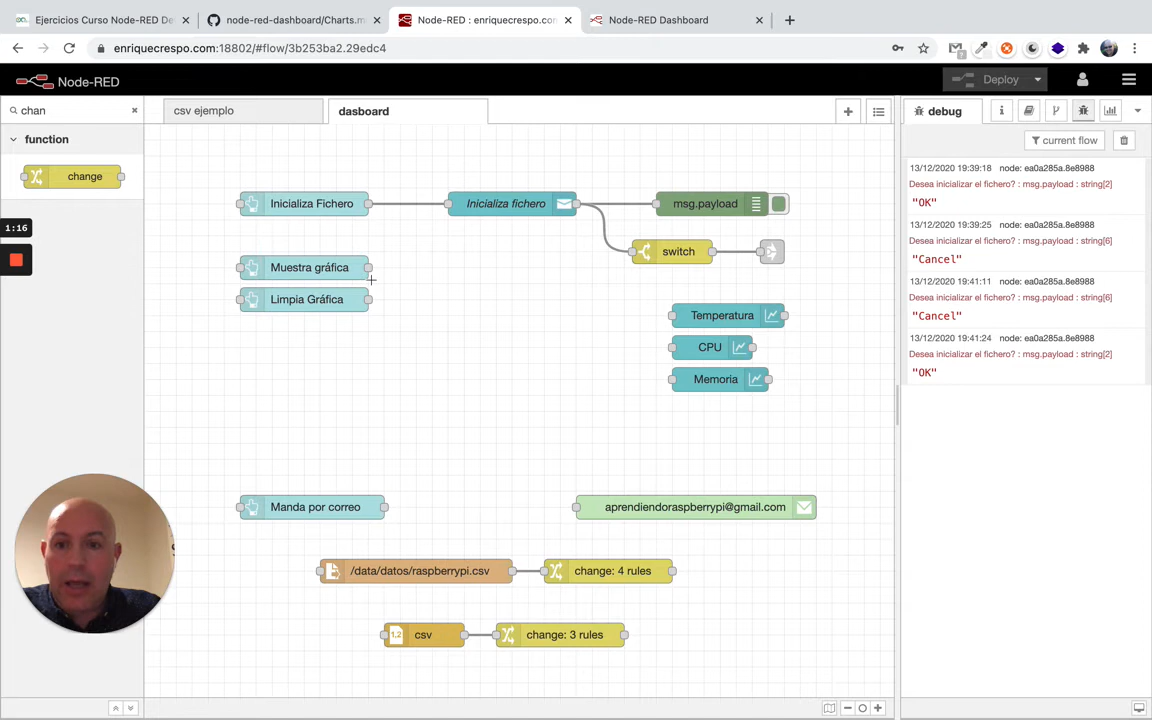 Ejercicios Curso Node-RED De
node-red-dashboard/Charts.m
Node-RED : enriquecrespo.con
Node-RED Dashboard
enriquecrespo.com:18802/#flow/3b253ba2.29edc4
Node-RED
Deploy
chan
csv ejemplo
dasboard
debug
function
current flow
change
13/12/2020 19:39:18 node: ea0a285a.8e8988
Desea inicializar el fichero? : msg.payload : string[2]
"OK"
Inicializa Fichero
Inicializa fichero
msg.payload
1:16
13/12/2020 19:39:25 node: ea0a285a.8e8988
Desea inicializar el fichero? : msg.payload : string[6]
"Cancel"
switch
Muestra gráfica
13/12/2020 19:41:11 node: ea0a285a.8e8988
Desea inicializar el fichero? : msg.payload : string[6]
"Cancel"
Limpia Gráfica
Temperatura
13/12/2020 19:41:24 node: ea0a285a.8e8988
Desea inicializar el fichero? : msg.payload : string[2]
"OK"
CPU
Memoria
Manda por correo
aprendiendoraspberrypi@gmail.com
/data/datos/raspberrypi.csv
change: 4 rules
1,2
csv
change: 3 rules